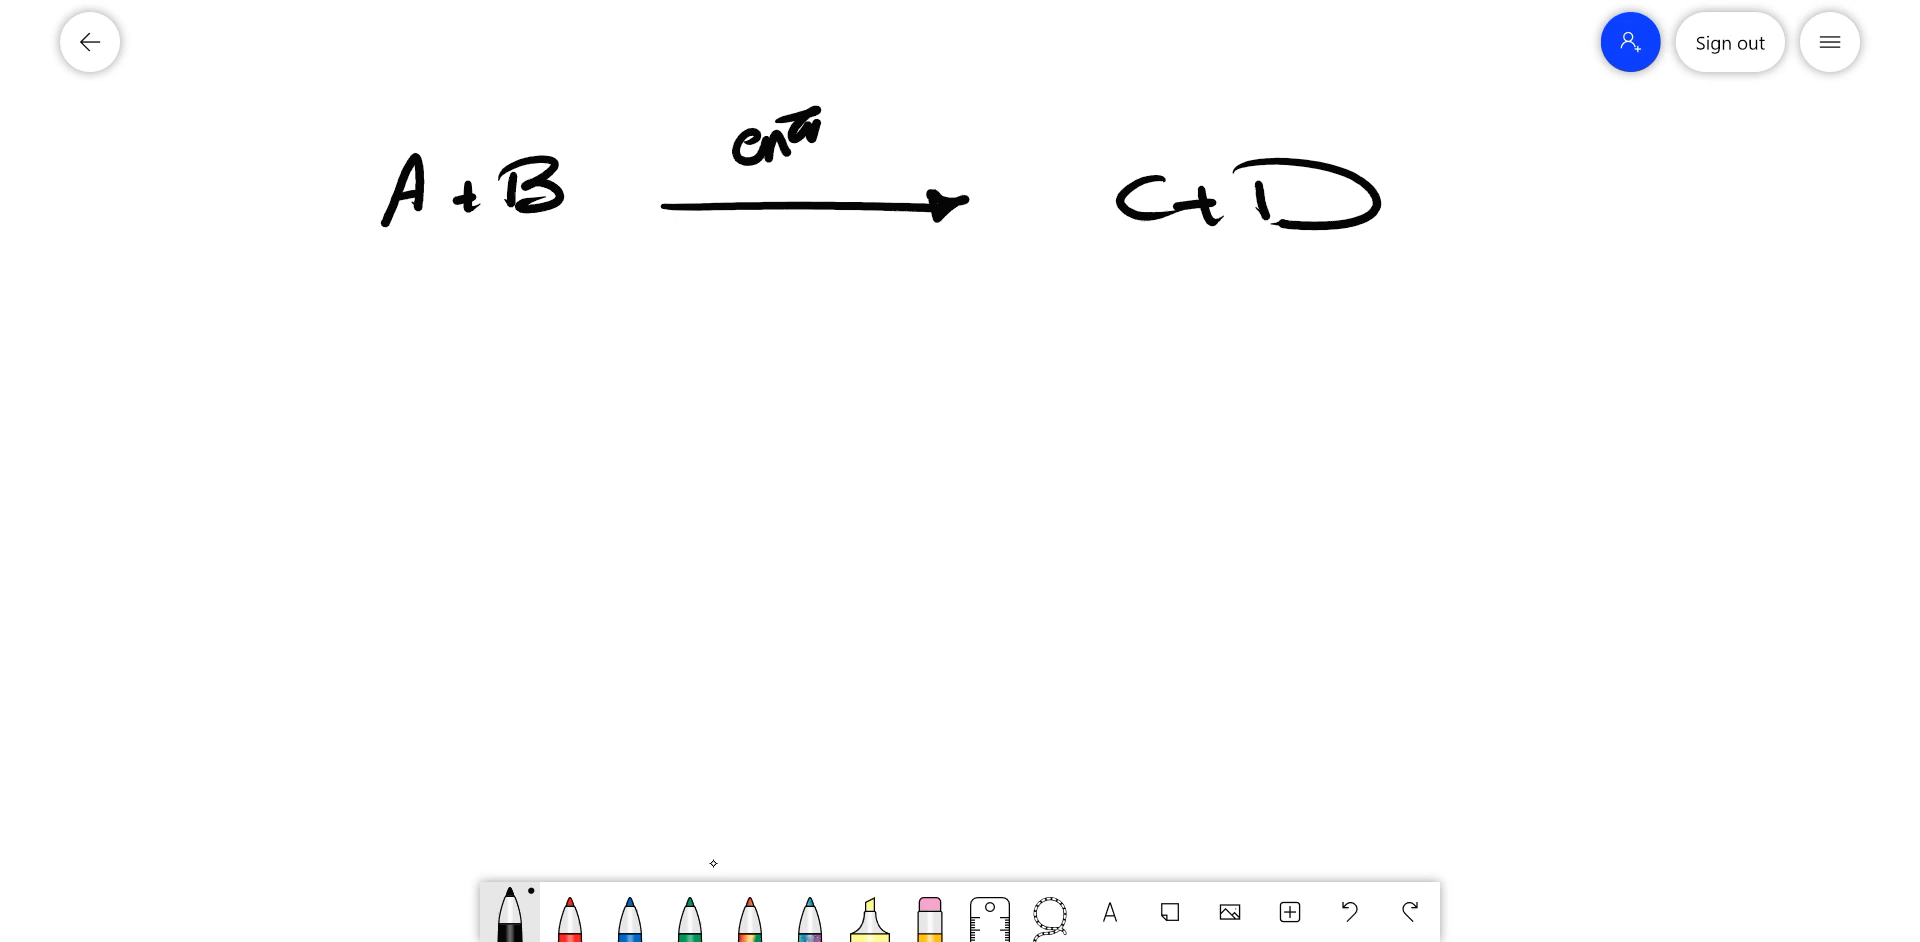 Sign out
A + B → C + D